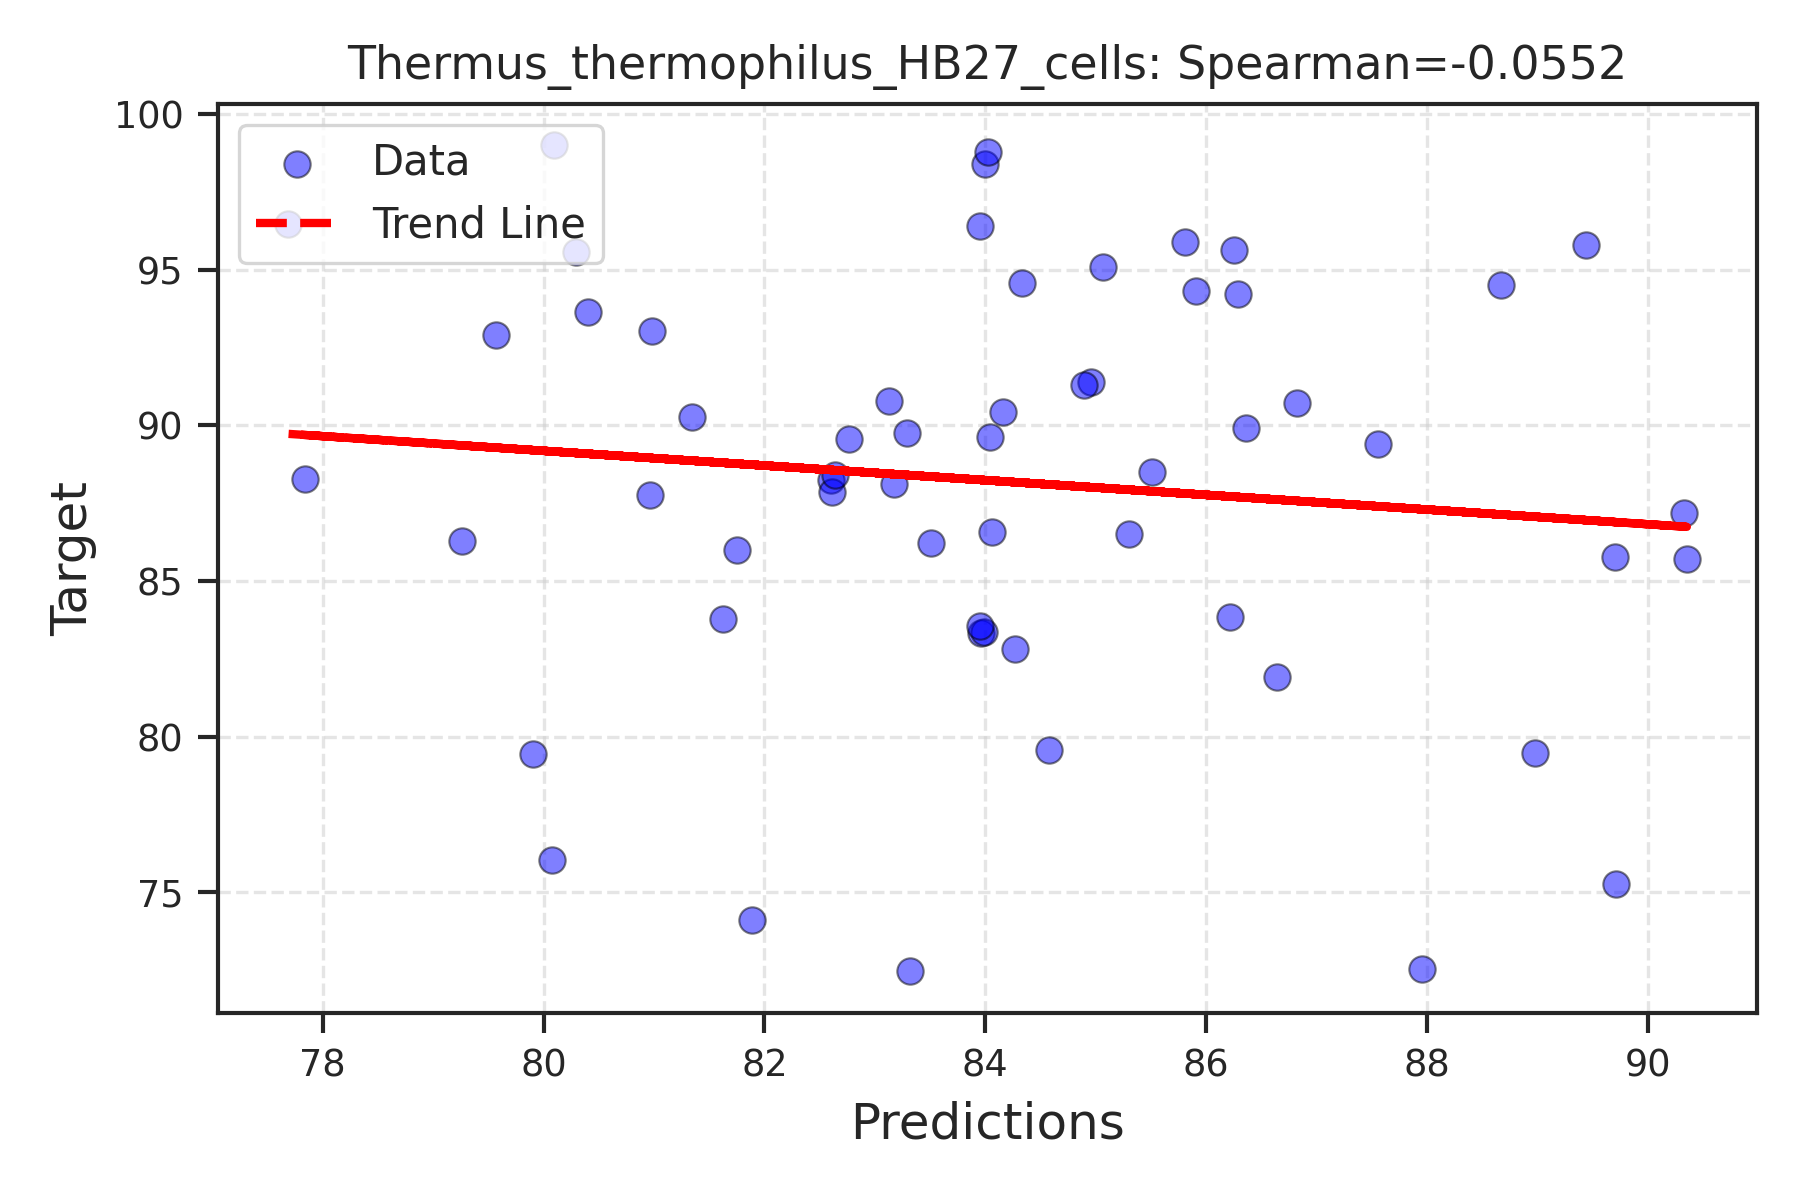 Thermus_thermophilus_HB27_cells: Spearman=-0.0552
Data
Trend Line
100
95
90
85
80
75
Target
78 80 82 84 86 88 90
Predictions